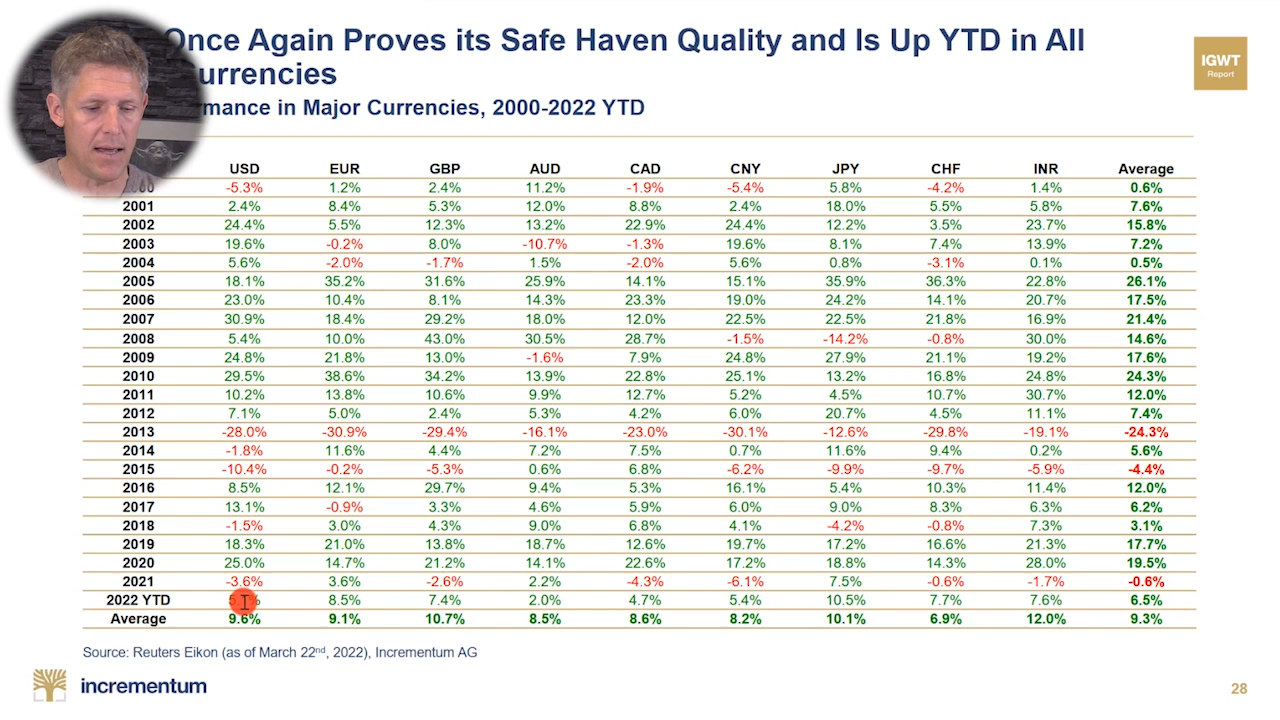 Once Again Proves its Safe Haven Quality and Is Up YTD in All
urrencies
mance in Major Currencies, 2000-2022 YTD
IGWT
Report
USD EUR GBP AUD CAD CNY JPY CHF INR Average
-5.3% 1.2% 2.4% 11.2% -1.9% -5.4% 5.8% -4.2% 1.4% 0.6%
2001 2.4% 8.4% 5.3% 12.0% 8.8% 2.4% 18.0% 5.5% 5.8% 7.6%
2002 24.4% 5.5% 12.3% 13.2% 22.9% 24.4% 12.2% 3.5% 23.7% 15.8%
2003 19.6% -0.2% 8.0% -10.7% -1.3% 19.6% 8.1% 7.4% 13.9% 7.2%
2004 5.6% -2.0% -1.7% 1.5% -2.0% 5.6% 0.8% -3.1% 0.1% 0.5%
2005 18.1% 35.2% 31.6% 25.9% 14.1% 15.1% 35.9% 36.3% 22.8% 26.1%
2006 23.0% 10.4% 8.1% 14.3% 23.3% 19.0% 24.2% 14.1% 20.7% 17.5%
2007 30.9% 18.4% 29.2% 18.0% 12.0% 22.5% 22.5% 21.8% 16.9% 21.4%
2008 5.4% 10.0% 43.0% 30.5% 28.7% -1.5% -14.2% -0.8% 30.0% 14.6%
2009 24.8% 21.8% 13.0% -1.6% 7.9% 24.8% 27.9% 21.1% 19.2% 17.6%
2010 29.5% 38.6% 34.2% 13.9% 22.8% 25.1% 13.2% 16.8% 24.8% 24.3%
2011 10.2% 13.8% 10.6% 9.9% 12.7% 5.2% 4.5% 10.7% 30.7% 12.0%
2012 7.1% 5.0% 2.4% 5.3% 4.2% 6.0% 20.7% 4.5% 11.1% 7.4%
2013 -28.0% -30.9% -29.4% -16.1% -23.0% -30.1% -12.6% -29.8% -19.1% -24.3%
2014 -1.8% 11.6% 4.4% 7.2% 7.5% 0.7% 11.6% 9.4% 0.2% 5.6%
2015 -10.4% -0.2% -5.3% 0.6% 6.8% -6.2% -9.9% -9.7% -5.9% -4.4%
2016 8.5% 12.1% 29.7% 9.4% 5.3% 16.1% 5.4% 10.3% 11.4% 12.0%
2017 13.1% -0.9% 3.3% 4.6% 5.9% 6.0% 9.0% 8.3% 6.3% 6.2%
2018 -1.5% 3.0% 4.3% 9.0% 6.8% 4.1% -4.2% -0.8% 7.3% 3.1%
2019 18.3% 21.0% 13.8% 18.7% 12.6% 19.7% 17.2% 16.6% 21.3% 17.7%
2020 25.0% 14.7% 21.2% 14.1% 22.6% 17.2% 18.8% 14.3% 28.0% 19.5%
2021 -3.6% 3.6% -2.6% 2.2% -4.3% -6.1% 7.5% -0.6% -1.7% -0.6%
2022 YTD 8.5% 7.4% 2.0% 4.7% 5.4% 10.5% 7.7% 7.6% 6.5%
Average 9.6% 9.1% 10.7% 8.5% 8.6% 8.2% 10.1% 6.9% 12.0% 9.3%
Source: Reuters Eikon (as of March 22nd, 2022), Incrementum AG
incrementum
28